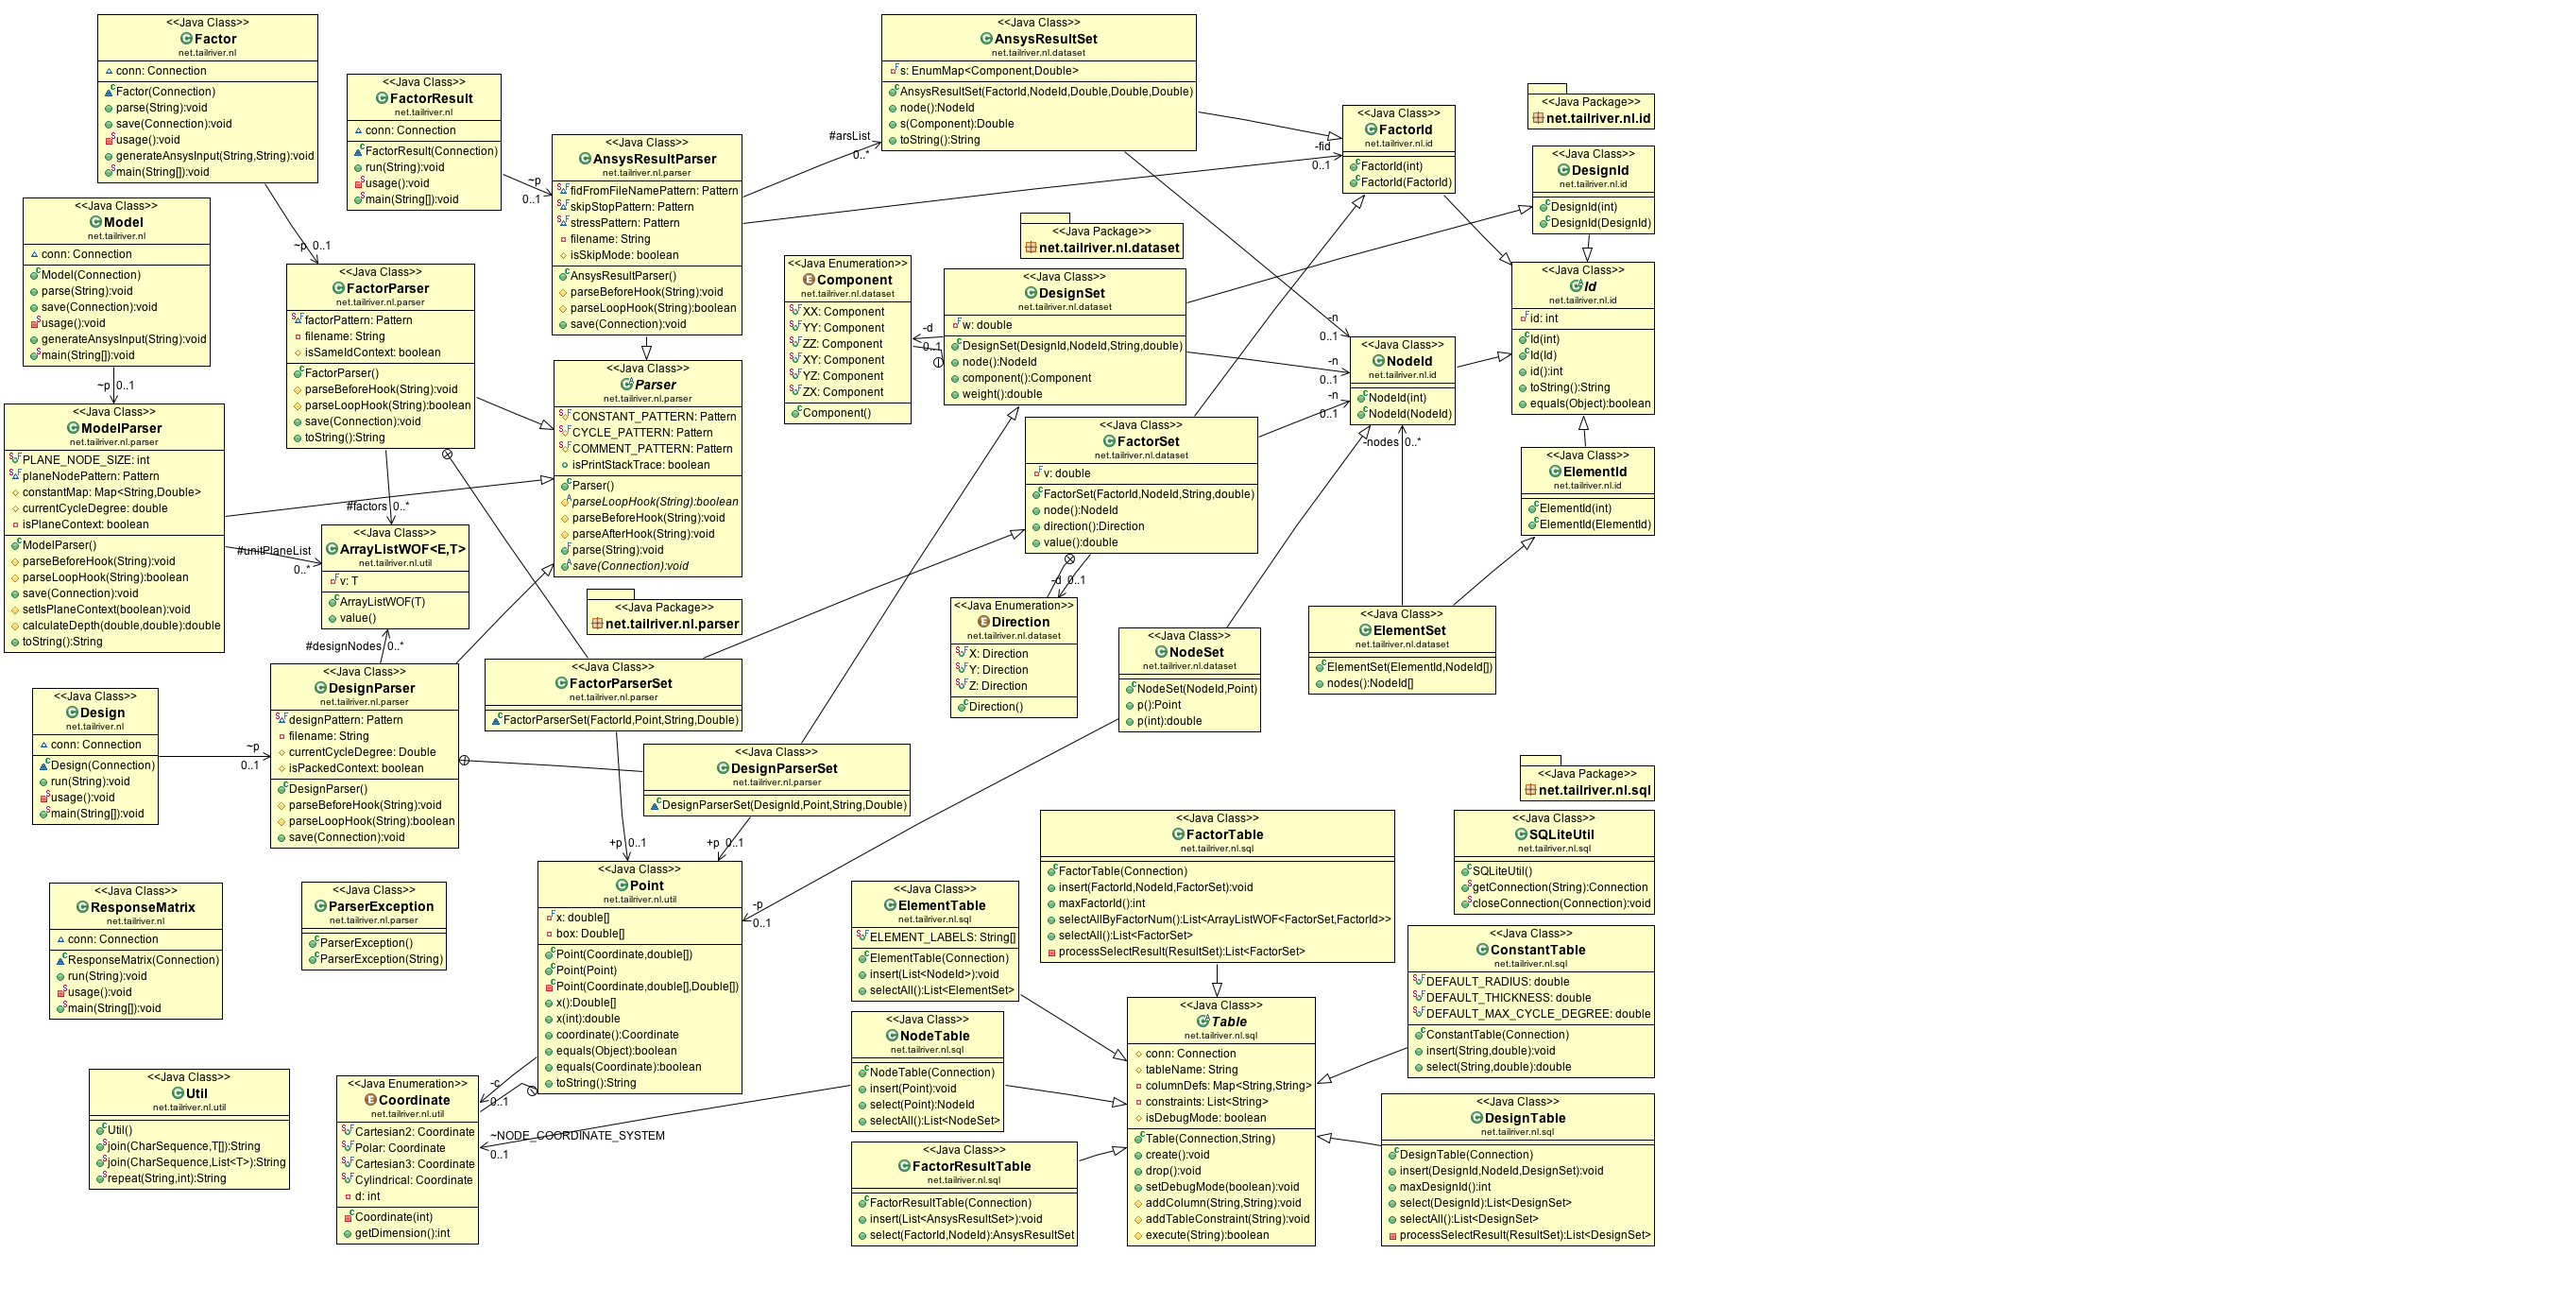 <<Java Class>>
Factor
net.tailriver.nl
conn: Connection
Factor(Connection)
parse(String):void
save(Connection):void
usage():void
generateAnsysInput(String,String):void
main(String[]):void
~p 0..1
<<Java Class>>
FactorResult
net.tailriver.nl
conn: Connection
FactorResult(Connection)
run(String):void
usage():void
main(String[]):void
~p
0..1
<<Java Class>>
AnsysResultParser
net.tailriver.nl.parser
fidFromFileNamePattern: Pattern
skipStopPattern: Pattern
stressPattern: Pattern
filename: String
isSkipMode: boolean
AnsysResultParser()
parseBeforeHook(String):void
parseLoopHook(String):boolean
save(Connection):void
#arsList
0..*
<<Java Class>>
AnsysResultSet
net.tailriver.nl.dataset
s: EnumMap<Component,Double>
AnsysResultSet(FactorId,NodeId,Double,Double,Double)
node():NodeId
s(Component):Double
toString():String
-fid
0..1
<<Java Class>>
FactorId
net.tailriver.nl.id
FactorId(int)
FactorId(FactorId)
<<Java Package>>
net.tailriver.nl.id
<<Java Class>>
DesignId
net.tailriver.nl.id
DesignId(int)
DesignId(DesignId)
<<Java Class>>
Model
net.tailriver.nl
conn: Connection
Model(Connection)
parse(String):void
save(Connection):void
usage():void
generateAnsysInput(String):void
main(String[]):void
~p 0..1
<<Java Class>>
FactorParser
net.tailriver.nl.parser
factorPattern: Pattern
filename: String
isSameIdContext: boolean
FactorParser()
parseBeforeHook(String):void
parseLoopHook(String):boolean
save(Connection):void
toString():String
#factors 0..*
<<Java Package>>
net.tailriver.nl.dataset
<<Java Enumeration>>
Component
net.tailriver.nl.dataset
XX: Component
YY: Component
ZZ: Component
XY: Component
YZ: Component
ZX: Component
Component()
-d
0..1
<<Java Class>>
DesignSet
net.tailriver.nl.dataset
w: double
DesignSet(DesignId,NodeId,String,double)
node():NodeId
component():Component
weight():double
-n
0..1
-n
0..1
-n
0..1
<<Java Class>>
NodeId
net.tailriver.nl.id
NodeId(int)
NodeId(NodeId)
-nodes 0..*
<<Java Class>>
Id
net.tailriver.nl.id
id: int
Id(int)
Id(Id)
id():int
toString():String
equals(Object):boolean
<<Java Class>>
ModelParser
net.tailriver.nl.parser
PLANE_NODE_SIZE: int
planeNodePattern: Pattern
constantMap: Map<String,Double>
currentCycleDegree: double
isPlaneContext: boolean
ModelParser()
parseBeforeHook(String):void
parseLoopHook(String):boolean
save(Connection):void
setIsPlaneContext(boolean):void
calculateDepth(double,double):double
toString():String
#unitPlaneList
0..*
<<Java Class>>
Parser
net.tailriver.nl.parser
CONSTANT_PATTERN: Pattern
CYCLE_PATTERN: Pattern
COMMENT_PATTERN: Pattern
isPrintStackTrace: boolean
Parser()
parseLoopHook(String):boolean
parseBeforeHook(String):void
parseAfterHook(String):void
parse(String):void
save(Connection):void
<<Java Class>>
FactorSet
net.tailriver.nl.dataset
v: double
FactorSet(FactorId,NodeId,String,double)
node():NodeId
direction():Direction
value():double
-d 0..1
<<Java Class>>
ElementId
net.tailriver.nl.id
ElementId(int)
ElementId(ElementId)
<<Java Class>>
ArrayListWOF<E,T>
net.tailriver.nl.util
v: T
ArrayListWOF(T)
value()
#designNodes 0..*
<<Java Package>>
net.tailriver.nl.parser
<<Java Enumeration>>
Direction
net.tailriver.nl.dataset
X: Direction
Y: Direction
Z: Direction
Direction()
<<Java Class>>
NodeSet
net.tailriver.nl.dataset
NodeSet(NodeId,Point)
p():Point
p(int):double
<<Java Class>>
ElementSet
net.tailriver.nl.dataset
ElementSet(ElementId,NodeId[])
nodes():NodeId[]
<<Java Class>>
Design
net.tailriver.nl
conn: Connection
Design(Connection)
run(String):void
usage():void
main(String[]):void
~p
0..1
<<Java Class>>
DesignParser
net.tailriver.nl.parser
designPattern: Pattern
filename: String
currentCycleDegree: Double
isPackedContext: boolean
DesignParser()
parseBeforeHook(String):void
parseLoopHook(String):boolean
save(Connection):void
<<Java Class>>
FactorParserSet
net.tailriver.nl.parser
FactorParserSet(FactorId,Point,String,Double)
<<Java Class>>
DesignParserSet
net.tailriver.nl.parser
DesignParserSet(DesignId,Point,String,Double)
+p 0..1
+p 0..1
<<Java Class>>
Point
net.tailriver.nl.util
x: double[]
box: Double[]
Point(Coordinate,double[])
Point(Point)
Point(Coordinate,double[],Double[])
x():Double[]
x(int):double
coordinate():Coordinate
equals(Object):boolean
equals(Coordinate):boolean
toString():String
-p
0..1
<<Java Package>>
net.tailriver.nl.sql
<<Java Class>>
FactorTable
net.tailriver.nl.sql
FactorTable(Connection)
insert(FactorId,NodeId,FactorSet):void
maxFactorId():int
selectAllByFactorNum():List<ArrayListWOF<FactorSet,FactorId>>
selectAll():List<FactorSet>
processSelectResult(ResultSet):List<FactorSet>
<<Java Class>>
SQLiteUtil
net.tailriver.nl.sql
SQLiteUtil()
getConnection(String):Connection
closeConnection(Connection):void
<<Java Class>>
ResponseMatrix
net.tailriver.nl
conn: Connection
ResponseMatrix(Connection)
run(String):void
usage():void
main(String[]):void
<<Java Class>>
ParserException
net.tailriver.nl.parser
ParserException()
ParserException(String)
<<Java Class>>
ElementTable
net.tailriver.nl.sql
ELEMENT_LABELS: String[]
ElementTable(Connection)
insert(List<NodeId>):void
selectAll():List<ElementSet>
<<Java Class>>
ConstantTable
net.tailriver.nl.sql
DEFAULT_RADIUS: double
DEFAULT_THICKNESS: double
DEFAULT_MAX_CYCLE_DEGREE: double
ConstantTable(Connection)
insert(String,double):void
select(String,double):double
<<Java Class>>
NodeTable
net.tailriver.nl.sql
NodeTable(Connection)
insert(Point):void
select(Point):NodeId
selectAll():List<NodeSet>
<<Java Class>>
Table
net.tailriver.nl.sql
conn: Connection
tableName: String
columnDefs: Map<String,String>
constraints: List<String>
isDebugMode: boolean
Table(Connection,String)
create():void
drop():void
setDebugMode(boolean):void
addColumn(String,String):void
addTableConstraint(String):void
execute(String):boolean
<<Java Class>>
Util
net.tailriver.nl.util
Util()
join(CharSequence,T[]):String
join(CharSequence,List<T>):String
repeat(String,int):String
<<Java Enumeration>>
Coordinate
net.tailriver.nl.util
Cartesian2: Coordinate
Polar: Coordinate
Cartesian3: Coordinate
Cylindrical: Coordinate
d: int
Coordinate(int)
getDimension():int
-c
0..1
~NODE_COORDINATE_SYSTEM
0..1
<<Java Class>>
FactorResultTable
net.tailriver.nl.sql
FactorResultTable(Connection)
insert(List<AnsysResultSet>):void
select(FactorId,NodeId):AnsysResultSet
<<Java Class>>
DesignTable
net.tailriver.nl.sql
DesignTable(Connection)
insert(DesignId,NodeId,DesignSet):void
maxDesignId():int
select(DesignId):List<DesignSet>
selectAll():List<DesignSet>
processSelectResult(ResultSet):List<DesignSet>